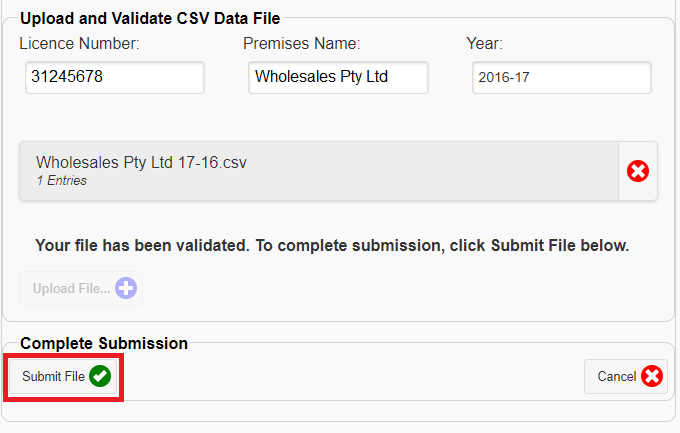 Upload and Validate CSV Data File
Licence Number: Premises Name: Year:
31245678 Wholesales Pty Ltd 2016-17
Wholesales Pty Ltd 17-16.csv
1 Entries
Your file has been validated. To complete submission, click Submit File below.
Upload File...
Complete Submission
Submit File Cancel